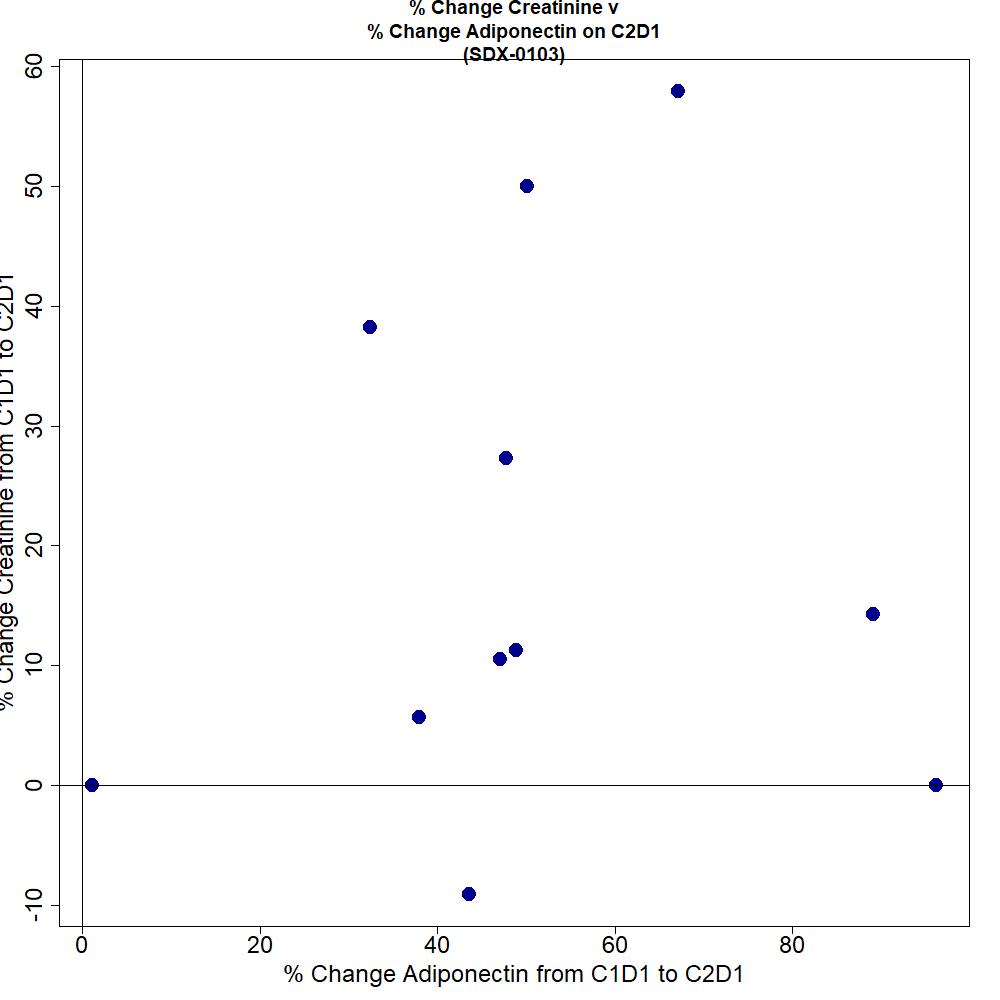 % Change Creatinine v
% Change Adiponectin on C2D1
(SDX-0103)
% Change Creatinine from C1D1 to C2D1
60
50
40
30
20
10
0
-10
0 20 40 60 80
% Change Adiponectin from C1D1 to C2D1